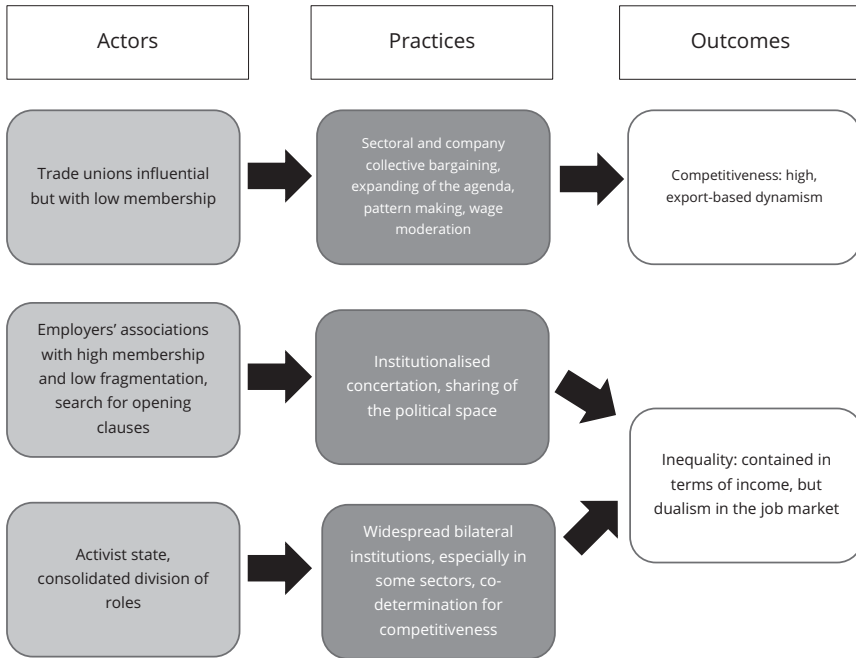 Actors
Practices
Outcomes
Trade unions influential
but with low membership
Sectoral and company
collective bargaining,
expanding of the agenda,
pattern making, wage
moderation
Competitiveness: high,
export-based dynamism
Employers’ associations
with high membership
and low fragmentation,
search for opening
clauses
Institutionalised
concertation, sharing of
the political space
Inequality: contained in
terms of income, but
dualism in the job market
Activist state,
consolidated division of
roles
Widespread bilateral
institutions, especially in
some sectors, co-
determination for
competitiveness